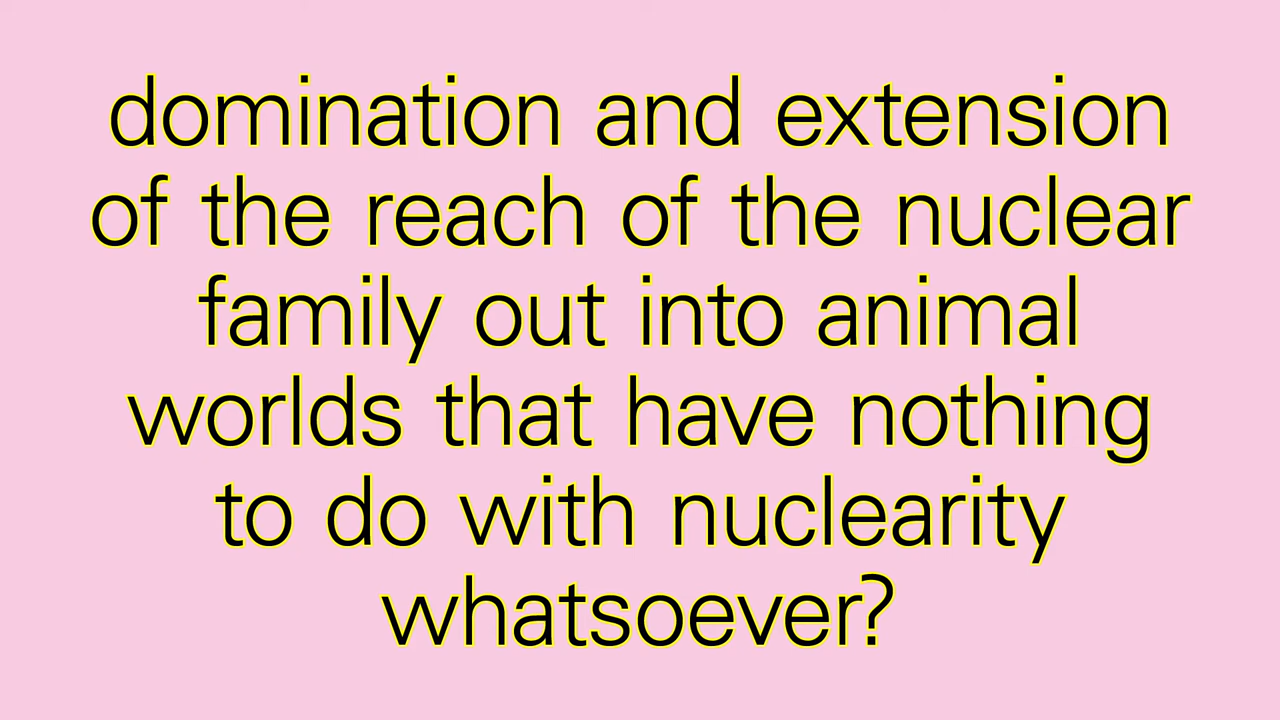 domination and extension
of the reach of the nuclear
family out into animal
worlds that have nothing
to do with nuclearity
whatsoever?